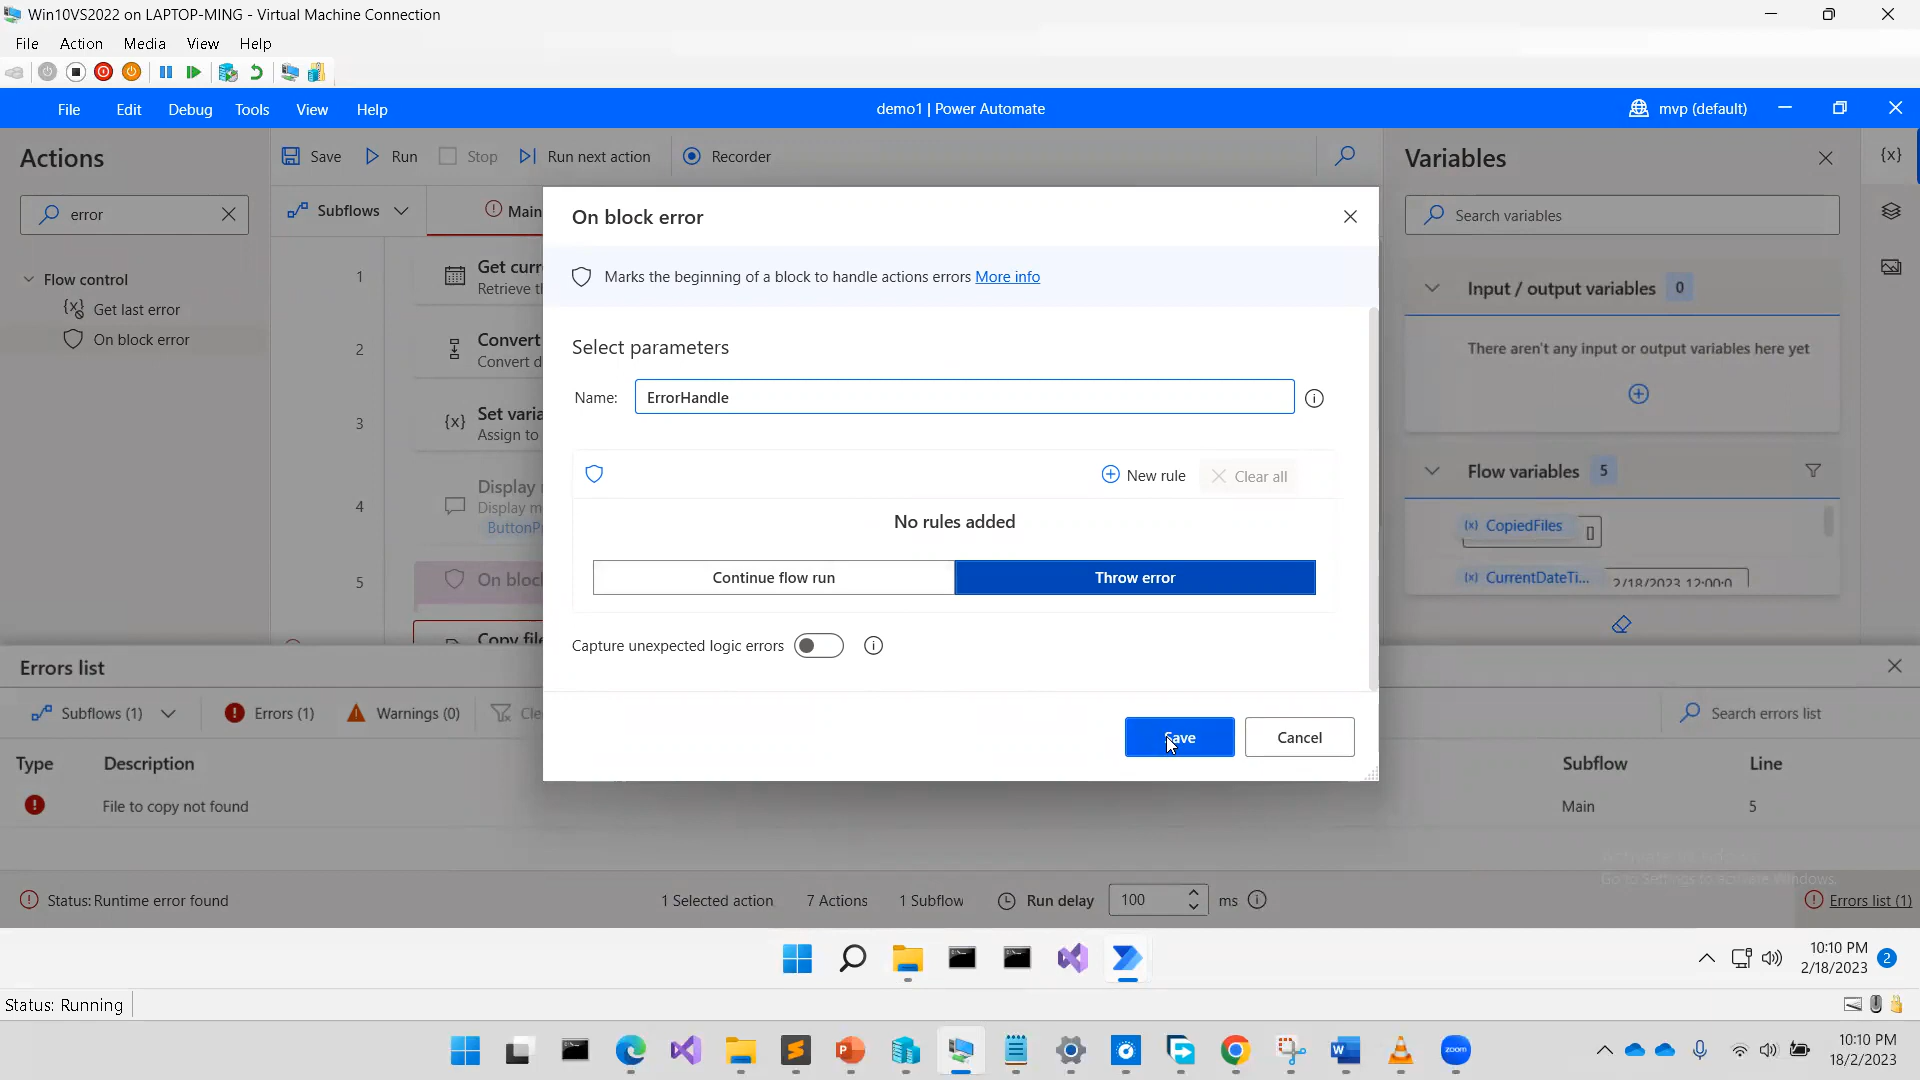 Win10VS2022 on LAPTOP-MING - Virtual Machine Connection
File Action Media View Help
File Edit Debug Tools View Help
demo1 | Power Automate
mvp (default)
Actions
Save Run Stop Run next action Recorder
Variables
{x}
error
Subflows
Main
On block error
Search variables
Flow control
Get last error
On block error
1
Get curr
Retrieve t
Marks the beginning of a block to handle actions errors More info
Input / output variables 0
There aren't any input or output variables here yet
2
Convert
Convert d
Select parameters
Name: ErrorHandle
3
{x}
Set varia
Assign to
New rule Clear all
Flow variables 5
4
Display
Display m
ButtonP
No rules added
{x} CopiedFiles []
{x} CurrentDateTi... 2/18/2023 12:00:0
5
On bloc
Continue flow run Throw error
Copy file
Capture unexpected logic errors
Errors list
Subflows (1) Errors (1) Warnings (0) Cle
Search errors list
Save Cancel
Type Description Subflow Line
File to copy not found Main 5
Go to Settings to activate Windows.
Status: Runtime error found 1 Selected action 7 Actions 1 Subflow Run delay 100 ms Errors list (1)
10:10 PM
2/18/2023
2
Status: Running
zoom
10:10 PM
18/2/2023